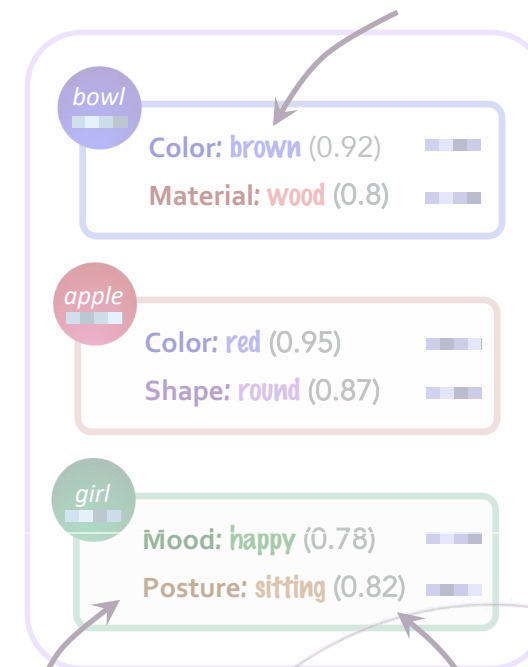 bowl
Color: brown (0.92)
Material: wood (0.8)
apple
Color: red (0.95)
Shape: round (0.87)
girl
Mood: happy (0.78)
Posture: sitting (0.82)